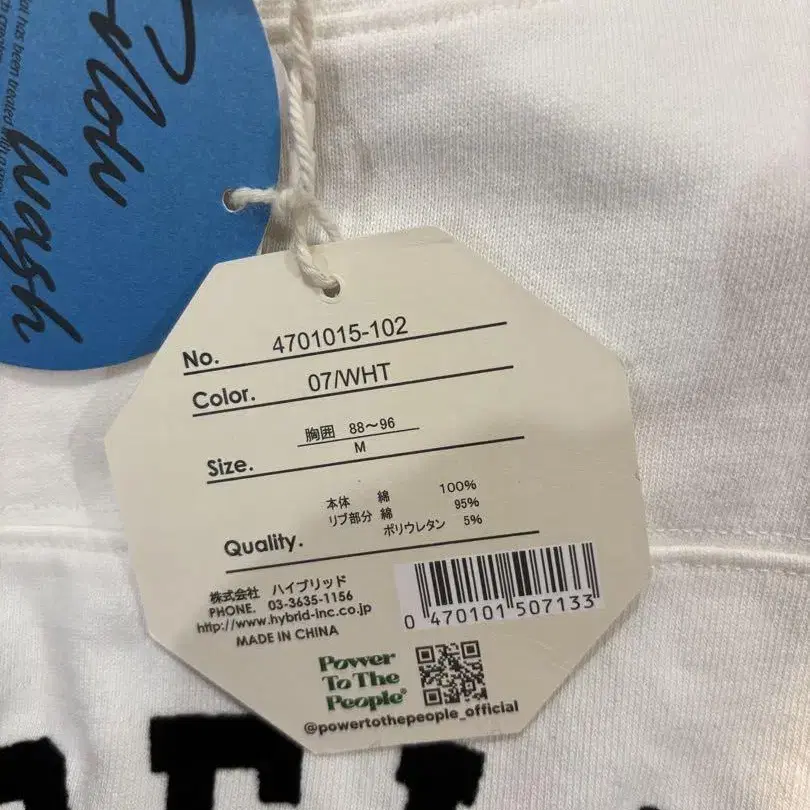 wash
No. 4701015-102
Color. 07/WHT
胸囲 88～96
Size. M
本体 綿 100%
リブ部分 綿 95%
ポリウレタン 5%
Quality.
株式会社 ハイブリッド
PHONE. 03-3635-1156
http://www.hybrid-inc.co.jp
MADE IN CHINA
0 470101 507133
Power
To The
People®
@powertothepeople_official